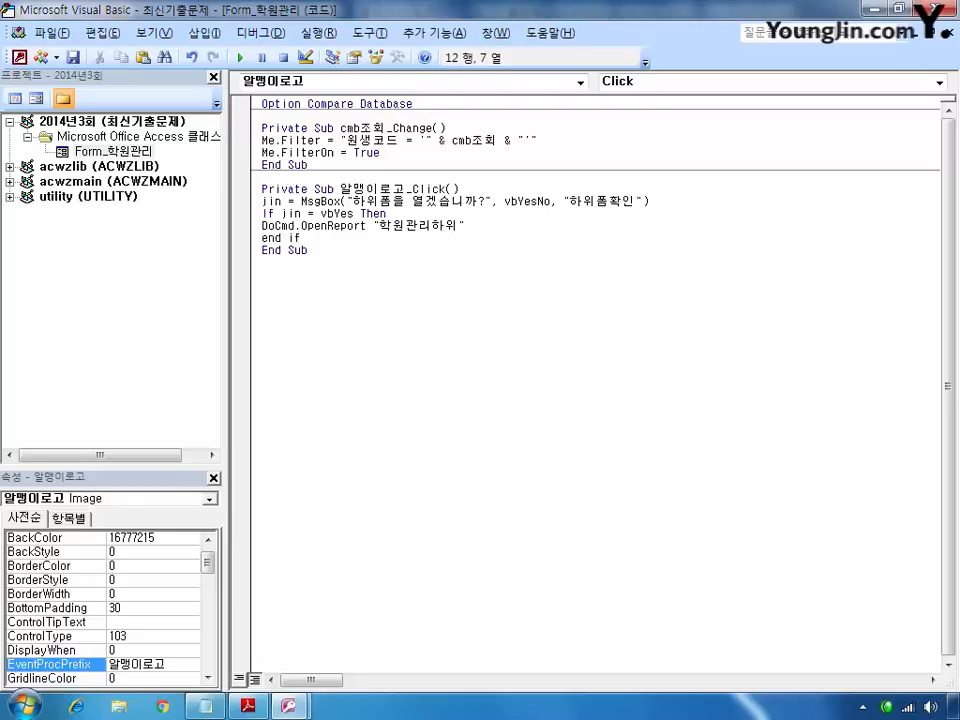 Microsoft Visual Basic - 최신기출문제 - [Form_학원관리 (코드)]
파일(F) 편집(E) 보기(V) 삽입(I) 디버그(D) 실행(R) 도구(T) 추가 기능(A) 창(W) 도움말(H)
YoungJin.com Y.
12 행, 7 열
프로젝트 - 2014년3회
2014년3회 (최신기출문제)
Microsoft Office Access 클래스
Form_학원관리
acwzlib (ACWZLIB)
acwzmain (ACWZMAIN)
utility (UTILITY)
알맹이로고
Click
Option Compare Database
Private Sub cmb조회_Change()
Me.Filter = "원생코드 = '" & cmb조회 & "'"
Me.FilterOn = True
End Sub
Private Sub 알맹이로고_Click()
jin = MsgBox("하위폼을 열겠습니까?", vbYesNo, "하위폼확인")
If jin = vbYes Then
DoCmd.OpenReport "학원관리하위"
end if
End Sub
속성 - 알맹이로고
알맹이로고 Image
사전순 항목별
BackColor 16777215
BackStyle 0
BorderColor 0
BorderStyle 0
BorderWidth 0
BottomPadding 30
ControlTipText
ControlType 103
DisplayWhen 0
EventProcPrefix 알맹이로고
GridlineColor 0